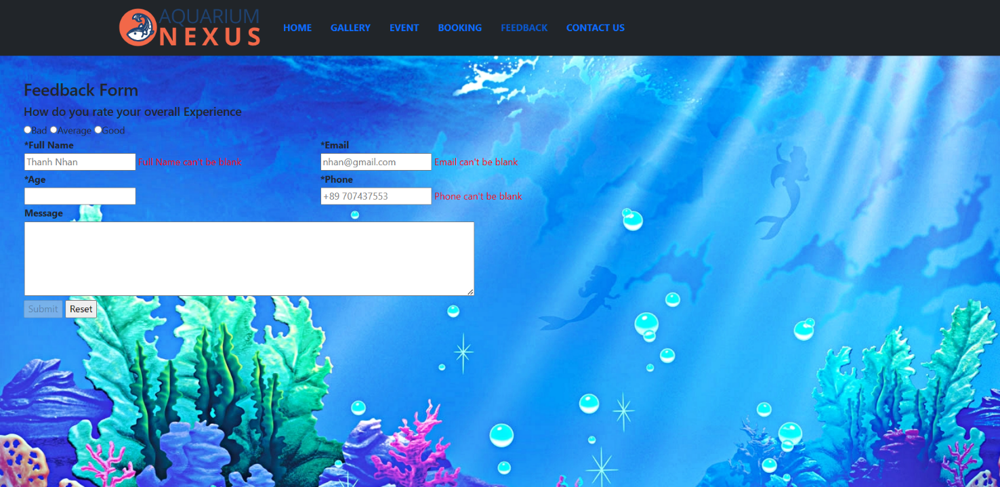 AQUARIUM
NEXUS
HOME GALLERY EVENT BOOKING FEEDBACK CONTACT US
Feedback Form
How do you rate your overall Experience
Bad Average Good
*Full Name *Email
Thanh Nhan Full Name can't be blank nhan@gmail.com Email can't be blank
*Age *Phone
+89 707437553 Phone can't be blank
Message
Submit Reset